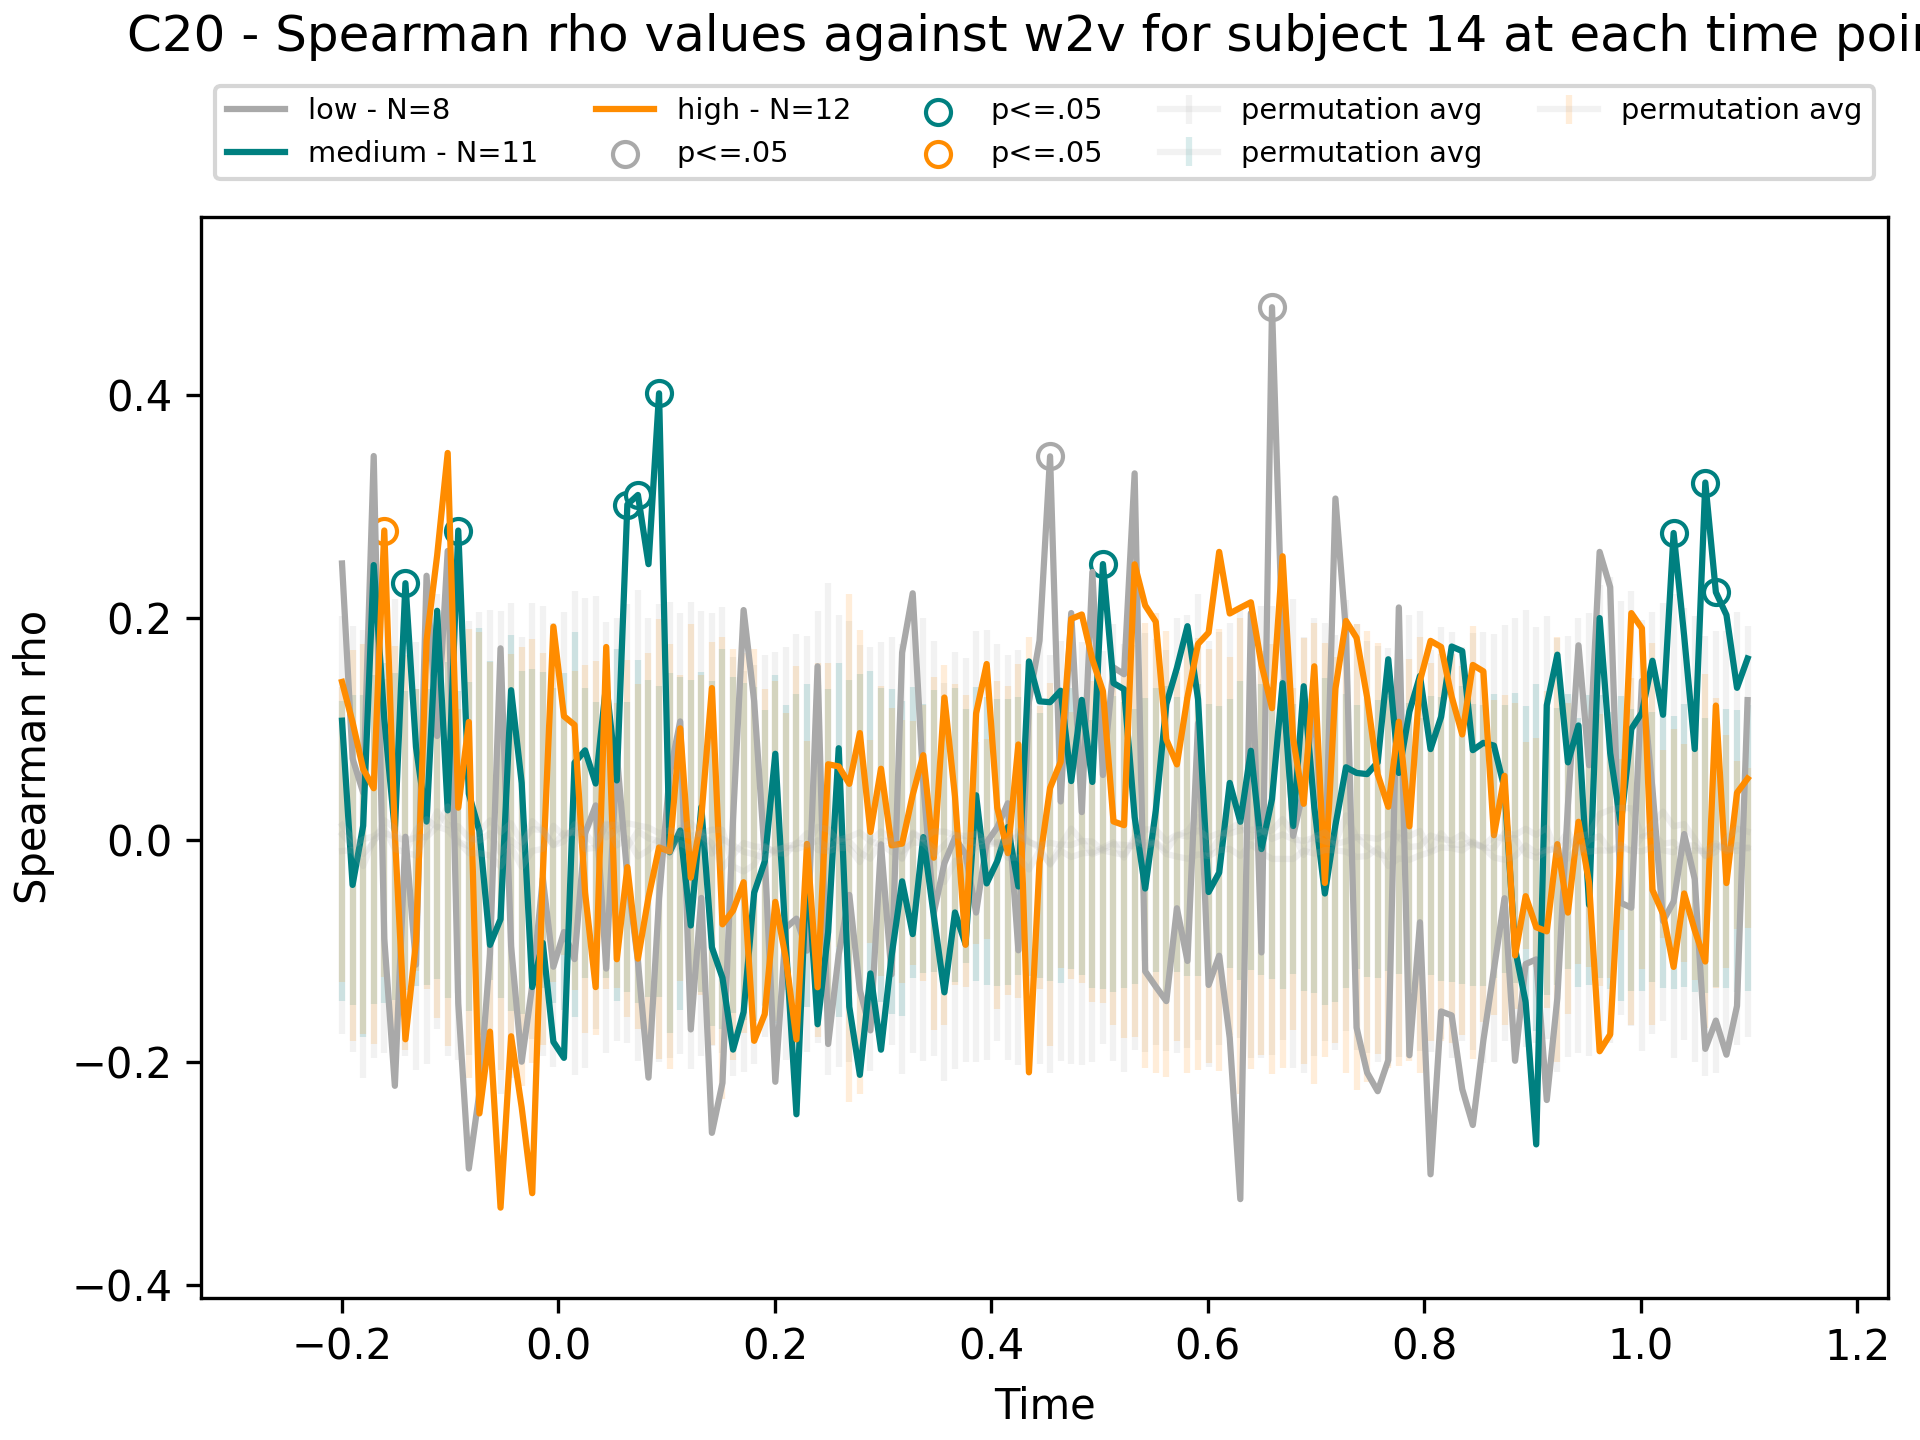 C20 - Spearman rho values against w2v for subject 14 at each time poi
low - N=8 high - N=12 p<=.05 permutation avg permutation avg
medium - N=11 p<=.05 p<=.05 permutation avg
Spearman rho
0.4
0.2
0.0
−0.2
−0.4
−0.2 0.0 0.2 0.4 0.6 0.8 1.0 1.2
Time